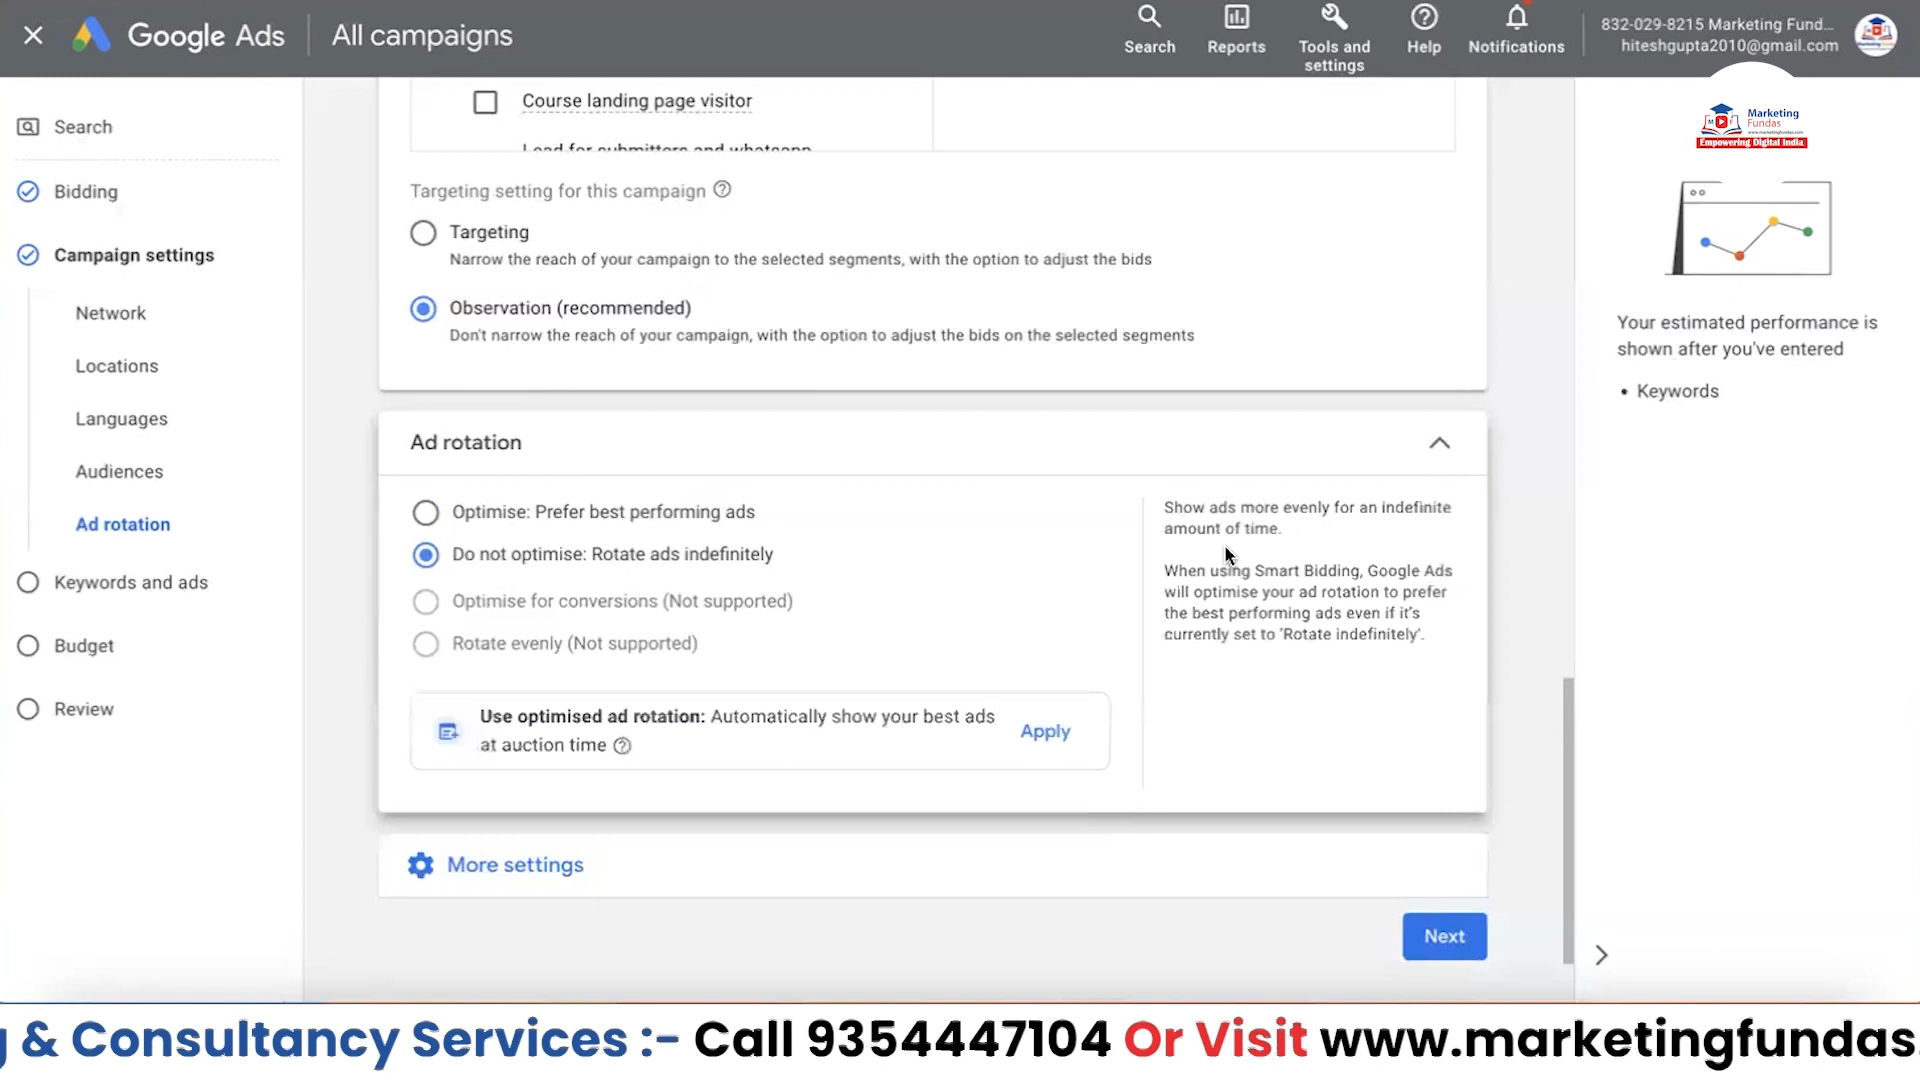 Google Ads
All campaigns
Search
Reports
Tools and
settings
Help
Notifications
832-029-8215 Marketing Fund...
hiteshgupta2010@gmail.com
Search
Bidding
Campaign settings
Network
Locations
Languages
Audiences
Ad rotation
Keywords and ads
Budget
Review
Course landing page visitor
Lead for submitters and whatsapp
Targeting setting for this campaign
Targeting
Narrow the reach of your campaign to the selected segments, with the option to adjust the bids
Observation (recommended)
Don't narrow the reach of your campaign, with the option to adjust the bids on the selected segments
Ad rotation
Optimise: Prefer best performing ads
Do not optimise: Rotate ads indefinitely
Optimise for conversions (Not supported)
Rotate evenly (Not supported)
Use optimised ad rotation: Automatically show your best ads
at auction time
Apply
Show ads more evenly for an indefinite
amount of time.
When using Smart Bidding, Google Ads
will optimise your ad rotation to prefer
the best performing ads even if it's
currently set to 'Rotate indefinitely'.
More settings
Next
Marketing
Fundas
www.marketingfundas.com
Empowering Digital India
Your estimated performance is
shown after you've entered
• Keywords
& Consultancy Services :- Call 9354447104 Or Visit www.marketingfundas.